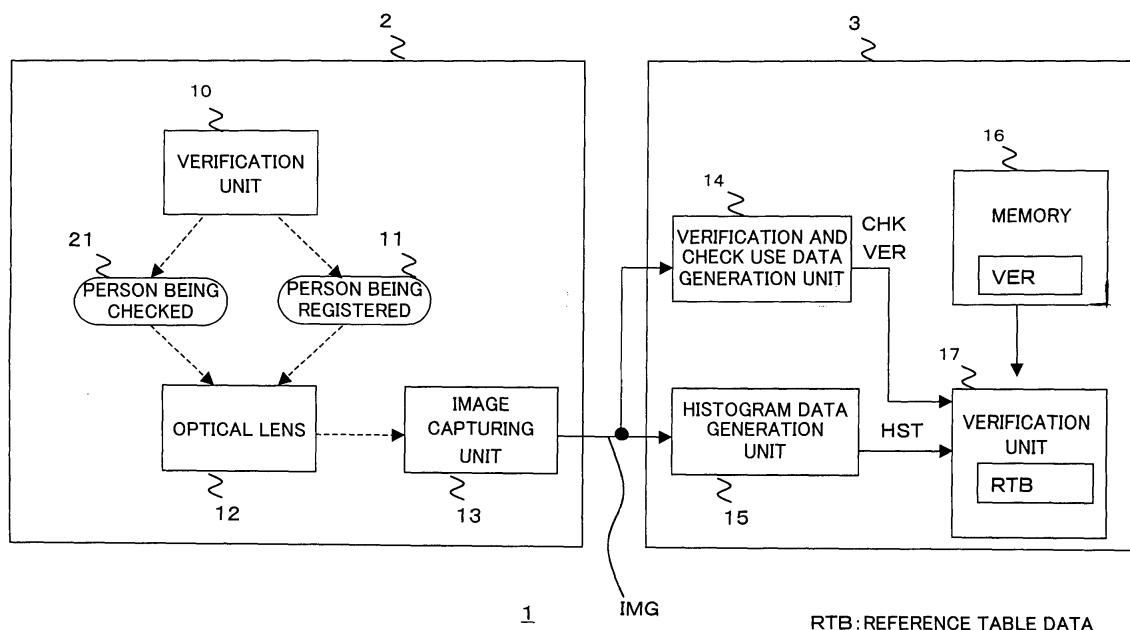 2
3
10
VERIFICATION
UNIT
21
11
PERSON BEING
CHECKED
PERSON BEING
REGISTERED
OPTICAL LENS
12
IMAGE
CAPTURING
UNIT
13
14
VERIFICATION AND
CHECK USE DATA
GENERATION UNIT
CHK
VER
16
MEMORY
VER
HISTOGRAM DATA
GENERATION
UNIT
15
HST
17
VERIFICATION
UNIT
RTB
IMG
1
RTB:REFERENCE TABLE DATA